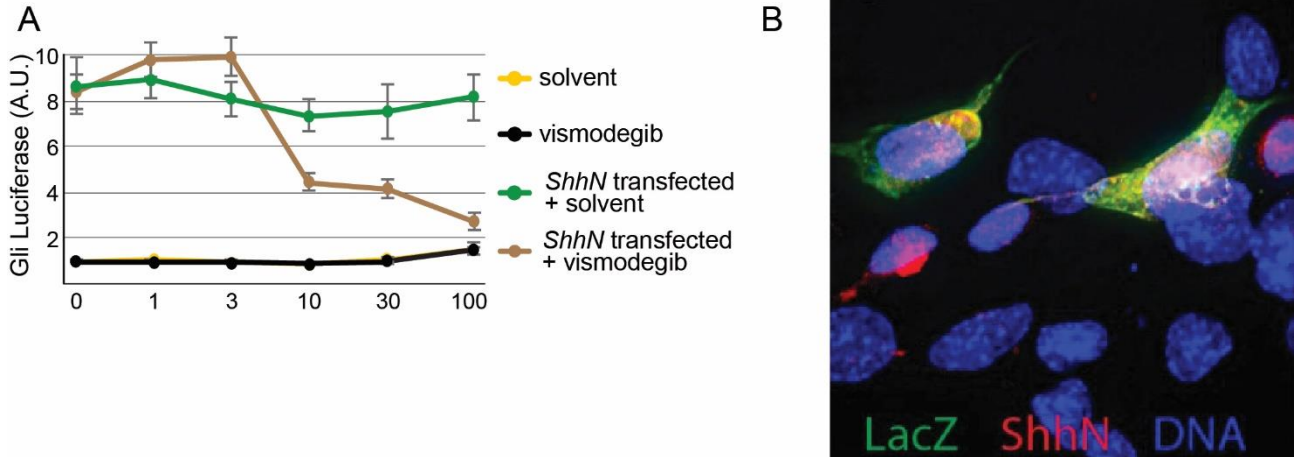 A
Gli Luciferase (A.U.)
10
8
6
4
2
0 1 3 10 30 100
solvent
vismodegib
ShhN transfected
+ solvent
ShhN transfected
+ vismodegib
B
LacZ ShhN DNA